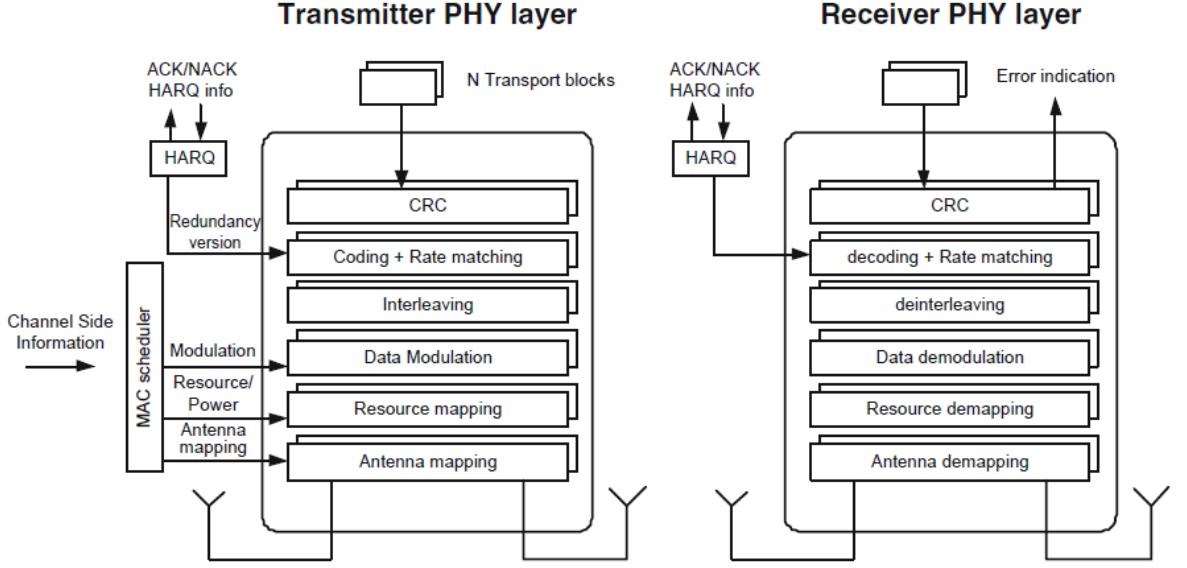 Transmitter PHY layer
ACK/NACK
HARQ info
N Transport blocks
HARQ
CRC
Redundancy
version
Coding + Rate matching
Interleaving
Channel Side
Information
MAC scheduler
Modulation
Data Modulation
Resource/
Power
Resource mapping
Antenna
mapping
Antenna mapping
Receiver PHY layer
ACK/NACK
HARQ info
Error indication
HARQ
CRC
decoding + Rate matching
deinterleaving
Data demodulation
Resource demapping
Antenna demapping